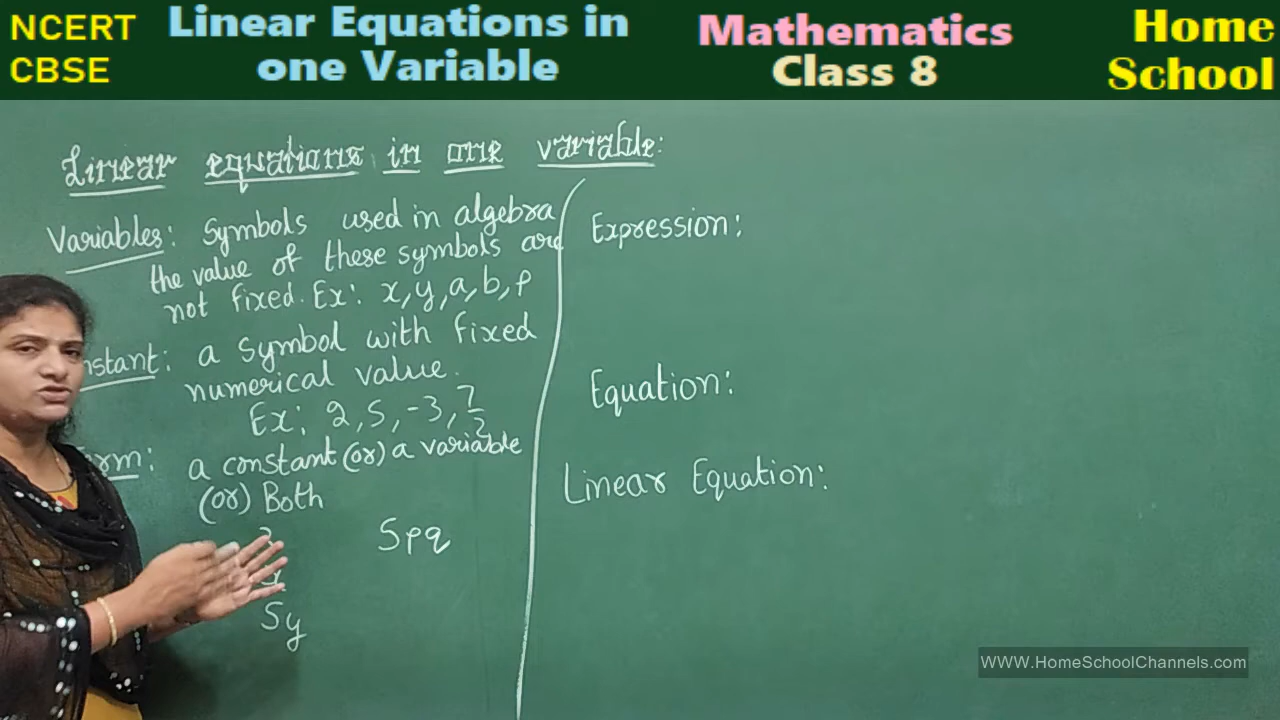 NCERT
CBSE
Linear Equations in
one Variable
Mathematics
Class 8
Home
School
Linear equations in one variable:
Variables: Symbols used in algebra
the value of these symbols are
not fixed. Ex: x, y, a, b, p
nstant: a symbol with fixed
numerical value.
Ex: 2, 5, -3, 7/2
rm: a constant (or) a variable
(or) Both
5pq
5y
Expression:
Equation:
Linear Equation:
WWW.HomeSchoolChannels.com